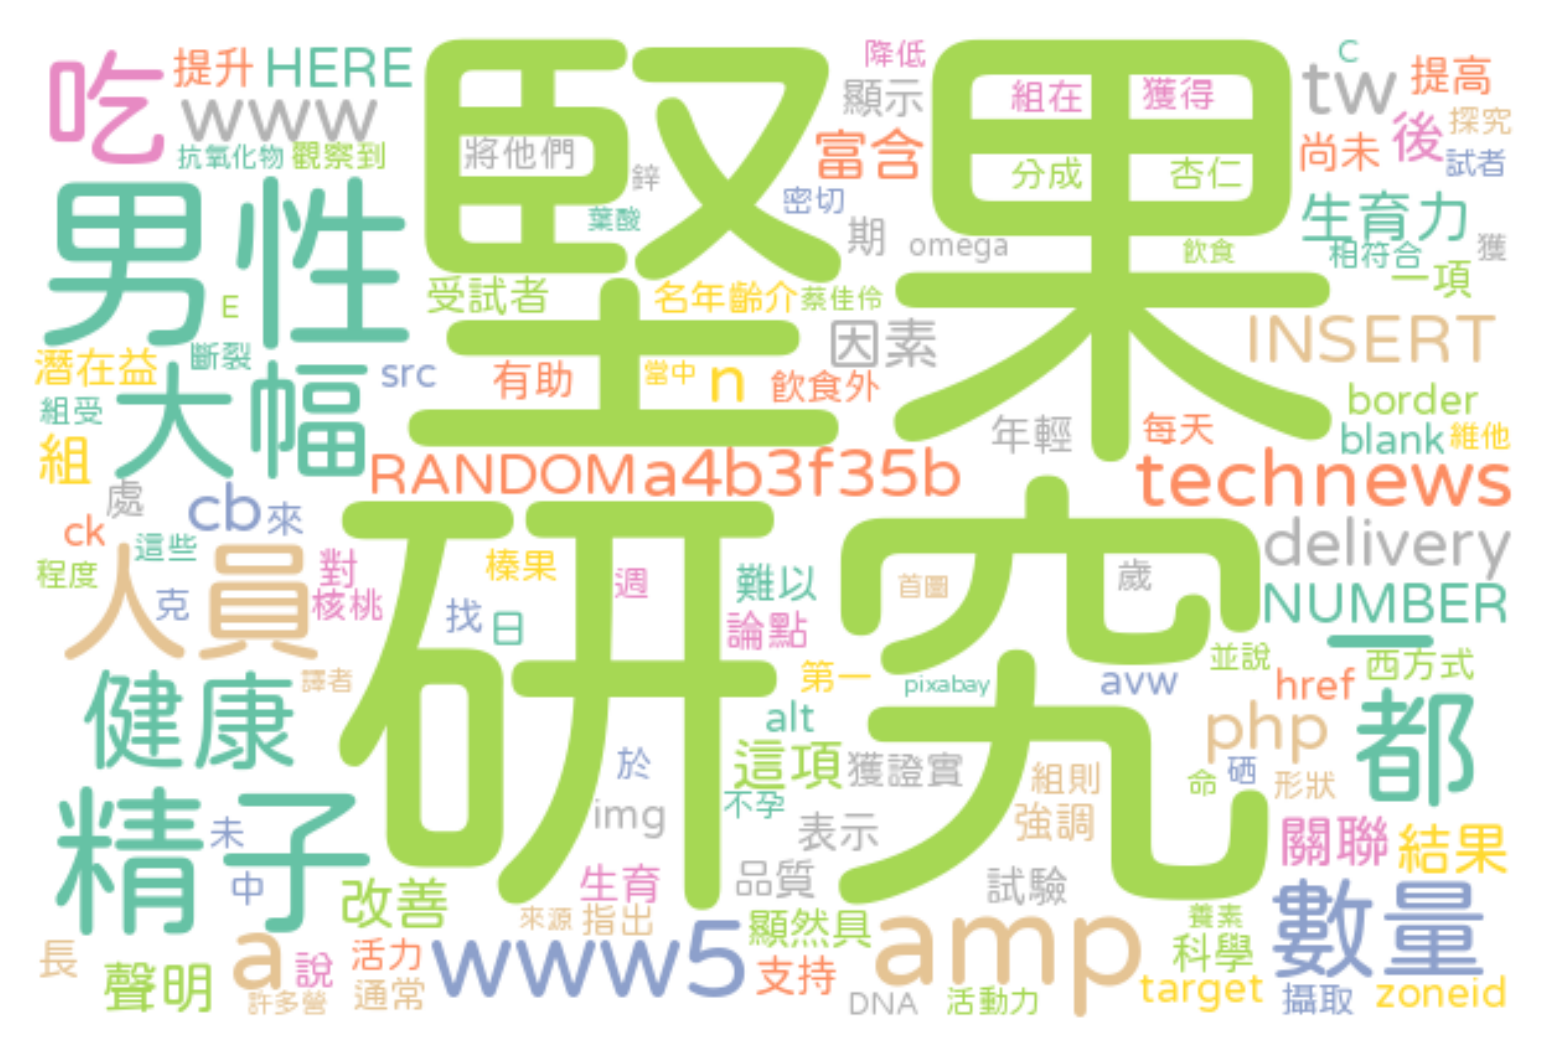 吃
提升
HERE
www
抗氧化物
觀察到
男性
E
堅果
將他們
鋅
葉酸
降低
顯示
富含
密切
期
omega
組在
獲得
分成
杏仁
飲食
C
tw
提高
尚未
後
探究
試者
生育力
相符合
獲
一項
受試者
名年齡介
蔡佳伶
因素
INSERT
潛在益
斷裂
組受
大幅
src
有助
當中
n
飲食外
年輕
每天
border
blank
維他
組
處
cb
來
RANDOM
a4b3f35b
technews
ck
這些
程度
人員
克
對
核桃
研究
榛果
週
找
日
難以
論點
首圖
歲
delivery
NUMBER
一
並說
西方式
健康
譯者
第一
pixabay
avw
href
alt
php
都
於
這項
獲證實
組則
命
硒
形狀
精子
未
中
img
不孕
表示
強調
關聯
結果
改善
生育
品質
試驗
數量
來源
指出
顯然具
amp
養素
科學
長
聲明
a
說
許多營
活力
通常
www5
支持
DNA
活動力
target
攝取
zoneid